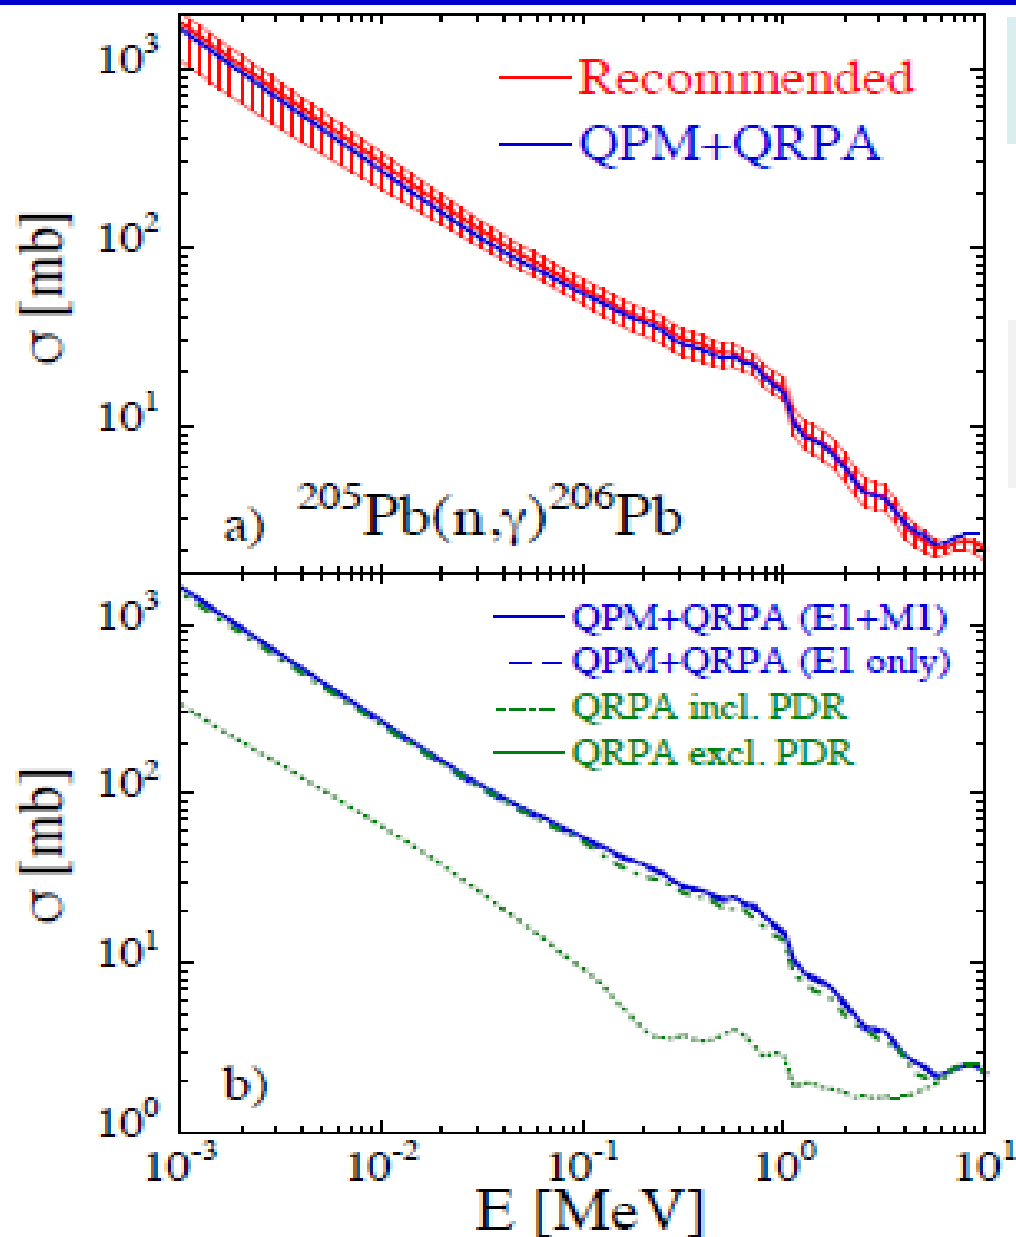 10³
Recommended
QPM+QRPA
σ [mb]
10²
10¹
a) ²⁰⁵Pb(n,γ)²⁰⁶Pb
10³
QPM+QRPA (E1+M1)
QPM+QRPA (E1 only)
QRPA incl. PDR
QRPA excl. PDR
σ [mb]
10²
10¹
b)
10⁰
10⁻³ 10⁻² 10⁻¹ 10⁰ 10¹
E [MeV]